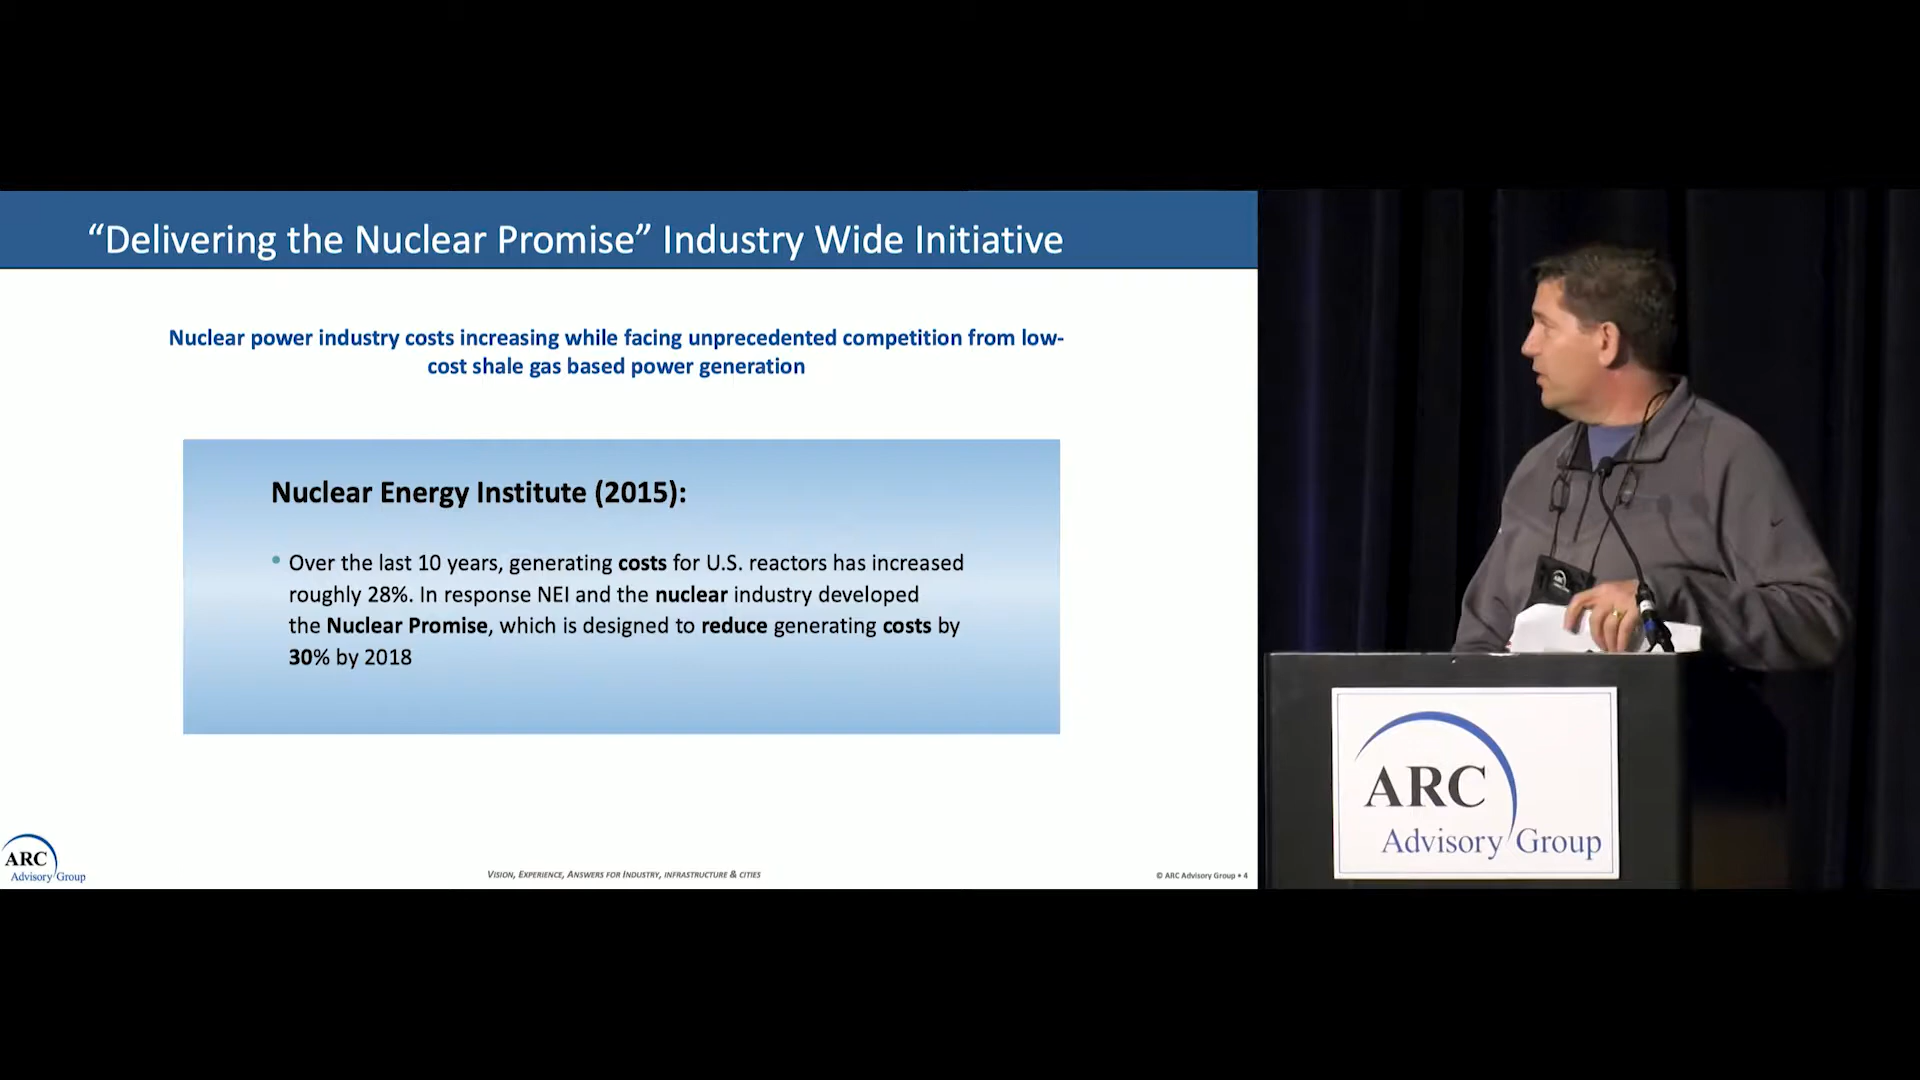 “Delivering the Nuclear Promise” Industry Wide Initiative
Nuclear power industry costs increasing while facing unprecedented competition from low-
cost shale gas based power generation
Nuclear Energy Institute (2015):
• Over the last 10 years, generating costs for U.S. reactors has increased
roughly 28%. In response NEI and the nuclear industry developed
the Nuclear Promise, which is designed to reduce generating costs by
30% by 2018
ARC
Advisory Group
VISION, EXPERIENCE, ANSWERS FOR INDUSTRY, INFRASTRUCTURE & CITIES
© ARC Advisory Group • 4
ARC
ARC
Advisory Group